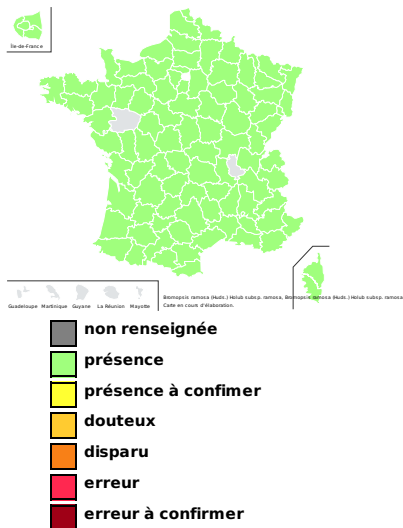 Île-de-France
Guadeloupe Martinique Guyane La Réunion Mayotte
Bromopsis ramosa (Huds.) Holub subsp. ramosa, Bromopsis ramosa (Huds.) Holub subsp. ramosa
Carte en cours d'élaboration.
non renseignée
présence
présence à confimer
douteux
disparu
erreur
erreur à confirmer